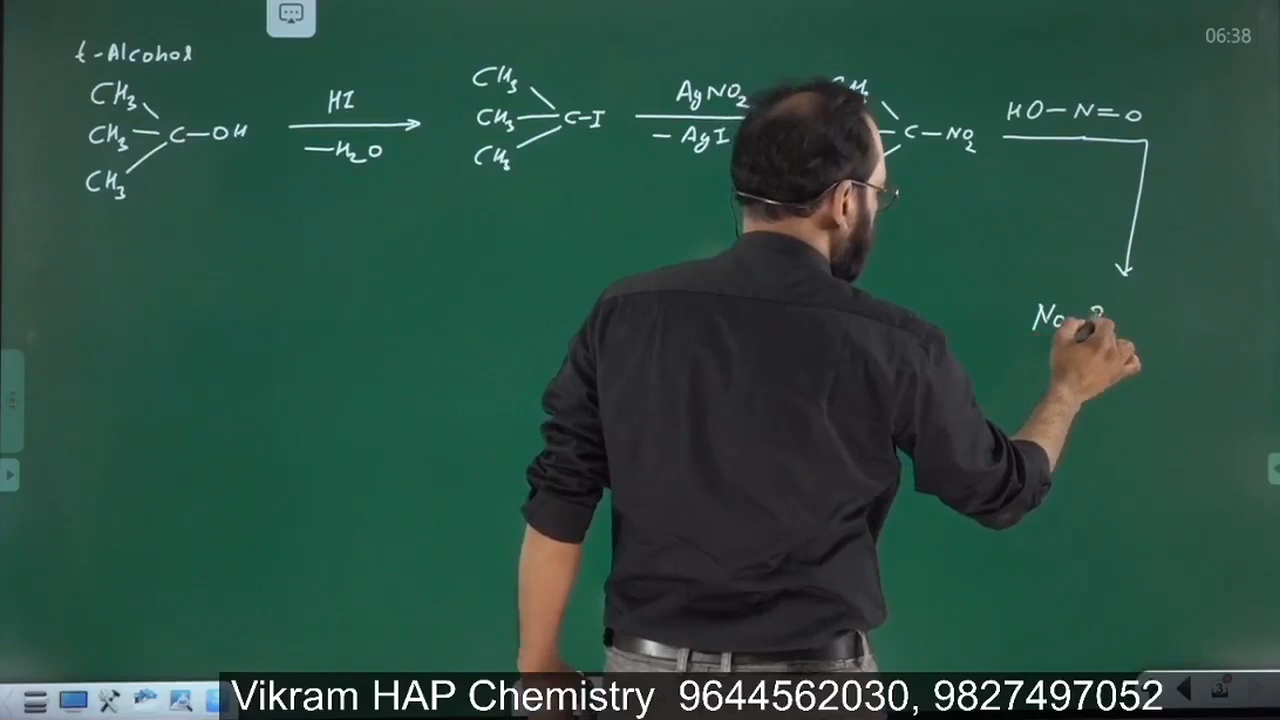 06:38
t-Alcohol
CH3
CH3 — C — OH
CH3
HI
—H2O
CH3
CH3 — C-I
CH3
AgNO2
— AgI
C — NO2
HO — N = O
Vikram HAP Chemistry 9644562030, 9827497052